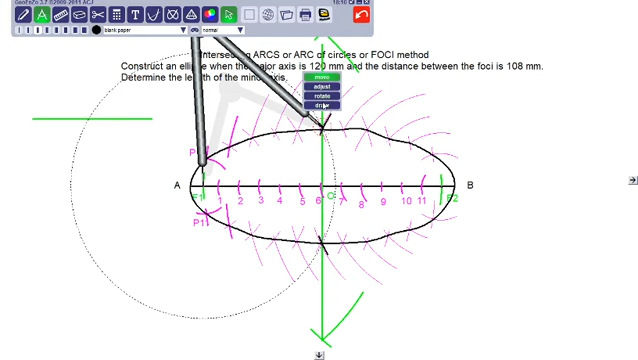 GeoEnZo 3.7 ©2009-2011 ACJ
blank paper
normal
Intersecting ARCS or ARC of circles or FOCI method
Construct an ellipse when the major axis is 120 mm and the distance between the foci is 108 mm.
Determine the length of the minor axis.
move
adjust
rotate
draw
P
A F1 1 2 3 4 5 6 O 7 8 9 10 11 F2 B
P1